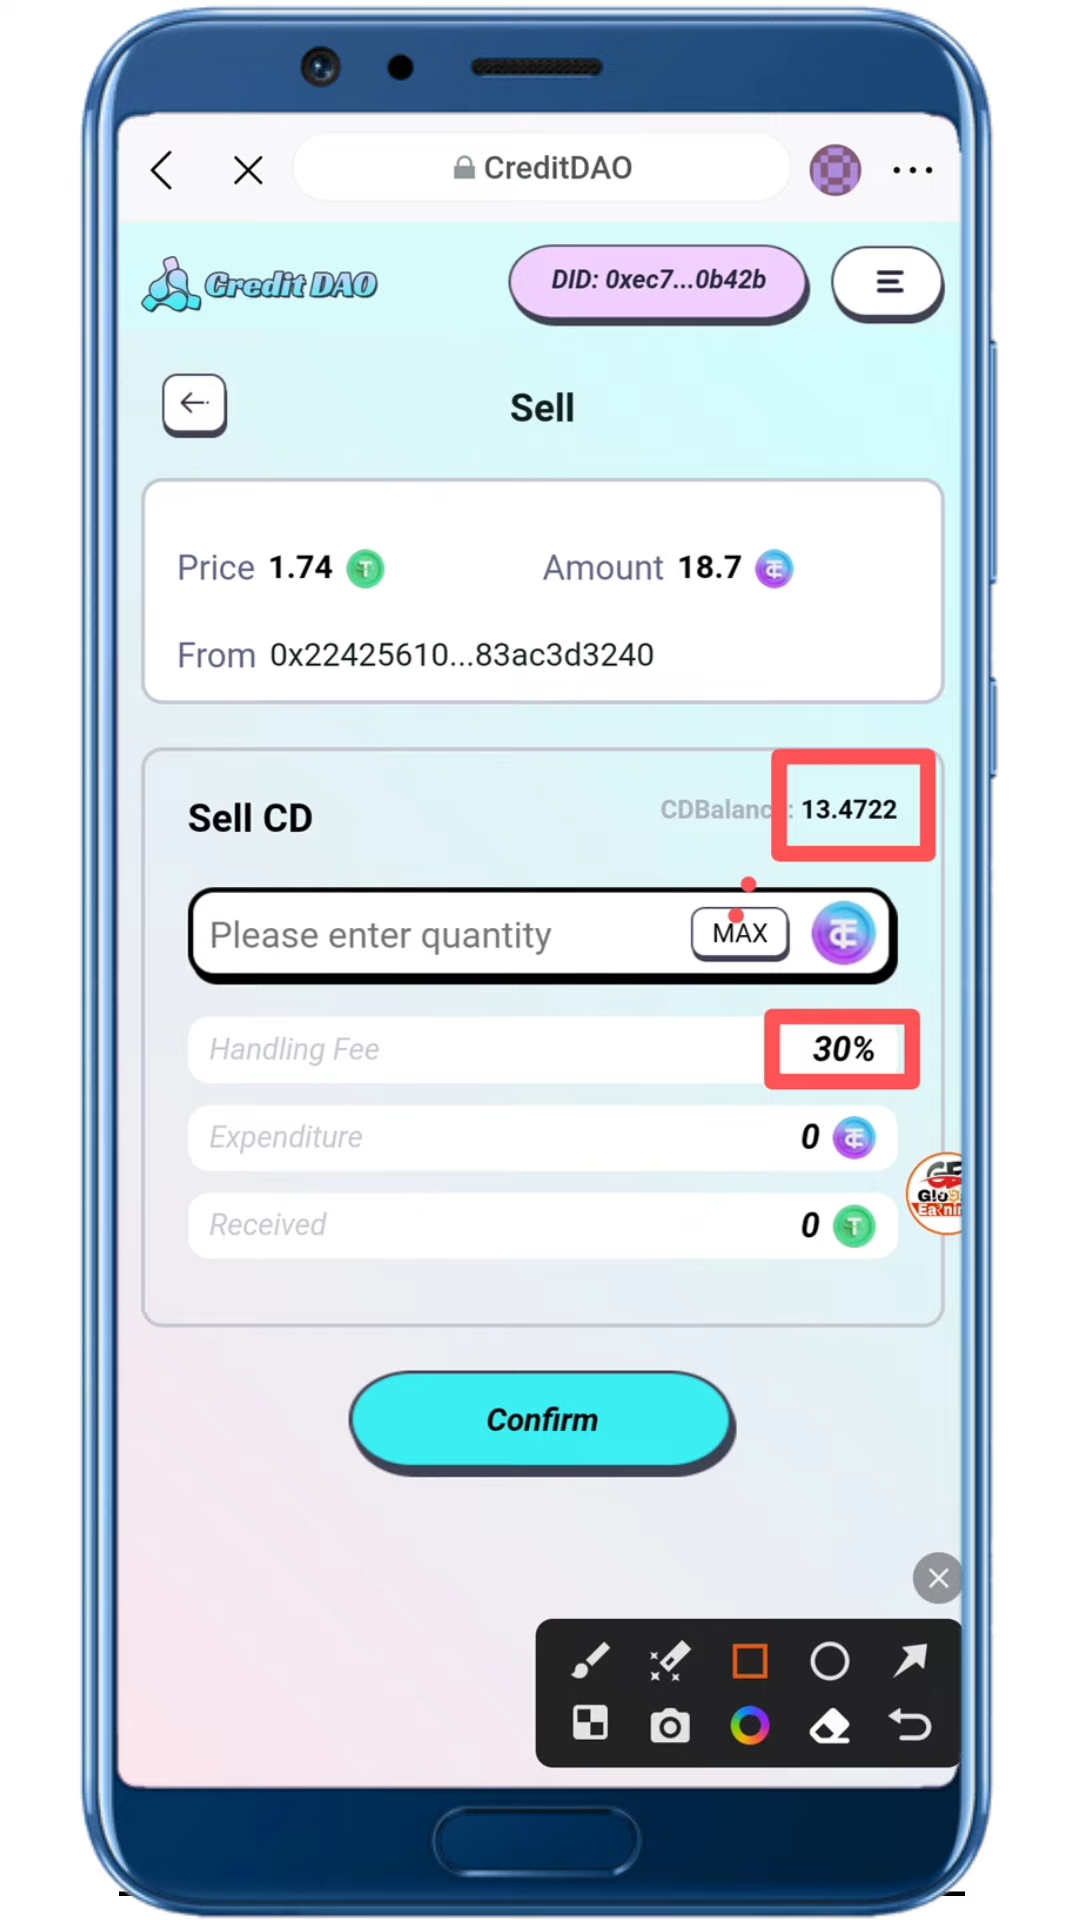 CreditDAO
Credit DAO
DID: 0xec7...0b42b
Sell
Price 1.74
Amount 18.7
From 0x22425610...83ac3d3240
Sell CD
CDBalance: 13.4722
Please enter quantity
MAX
Handling Fee
30%
Expenditure
0
Received
0
Confirm